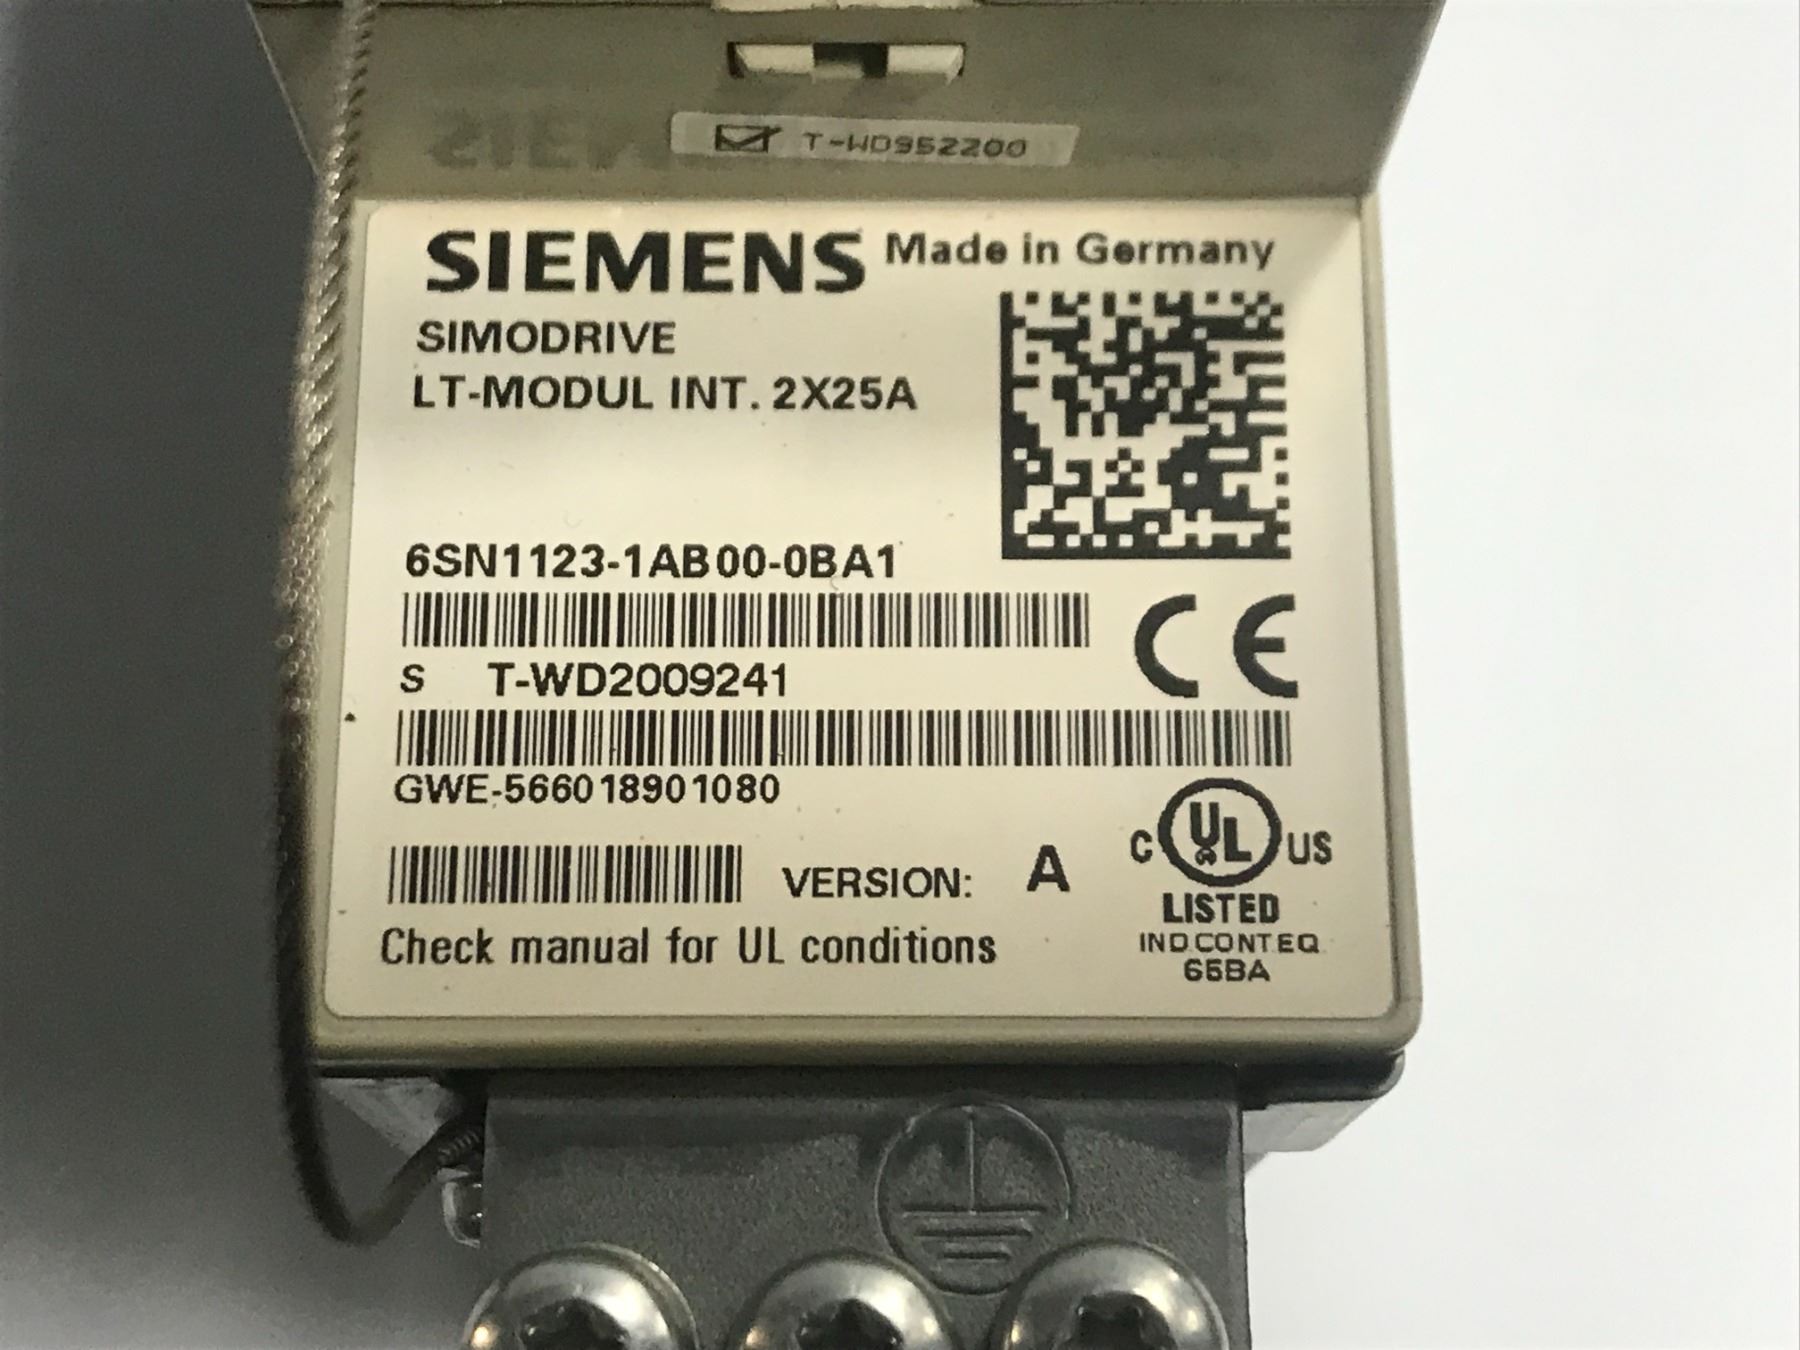 T-WD952200
SIEMENS Made in Germany
SIMODRIVE
LT-MODUL INT. 2X25A
6SN1123-1AB00-0BA1
S T-WD2009241
GWE-566018901080
VERSION: A
Check manual for UL conditions
C UL US
LISTED
IND.CONT.EQ
65BA